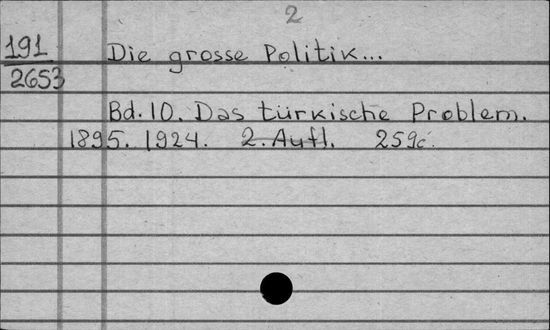 2
191
2653
Die grosse Politik...
Bd. 10. Das türkische Problem.
1895. 1924. 2. Aufl. 259c.